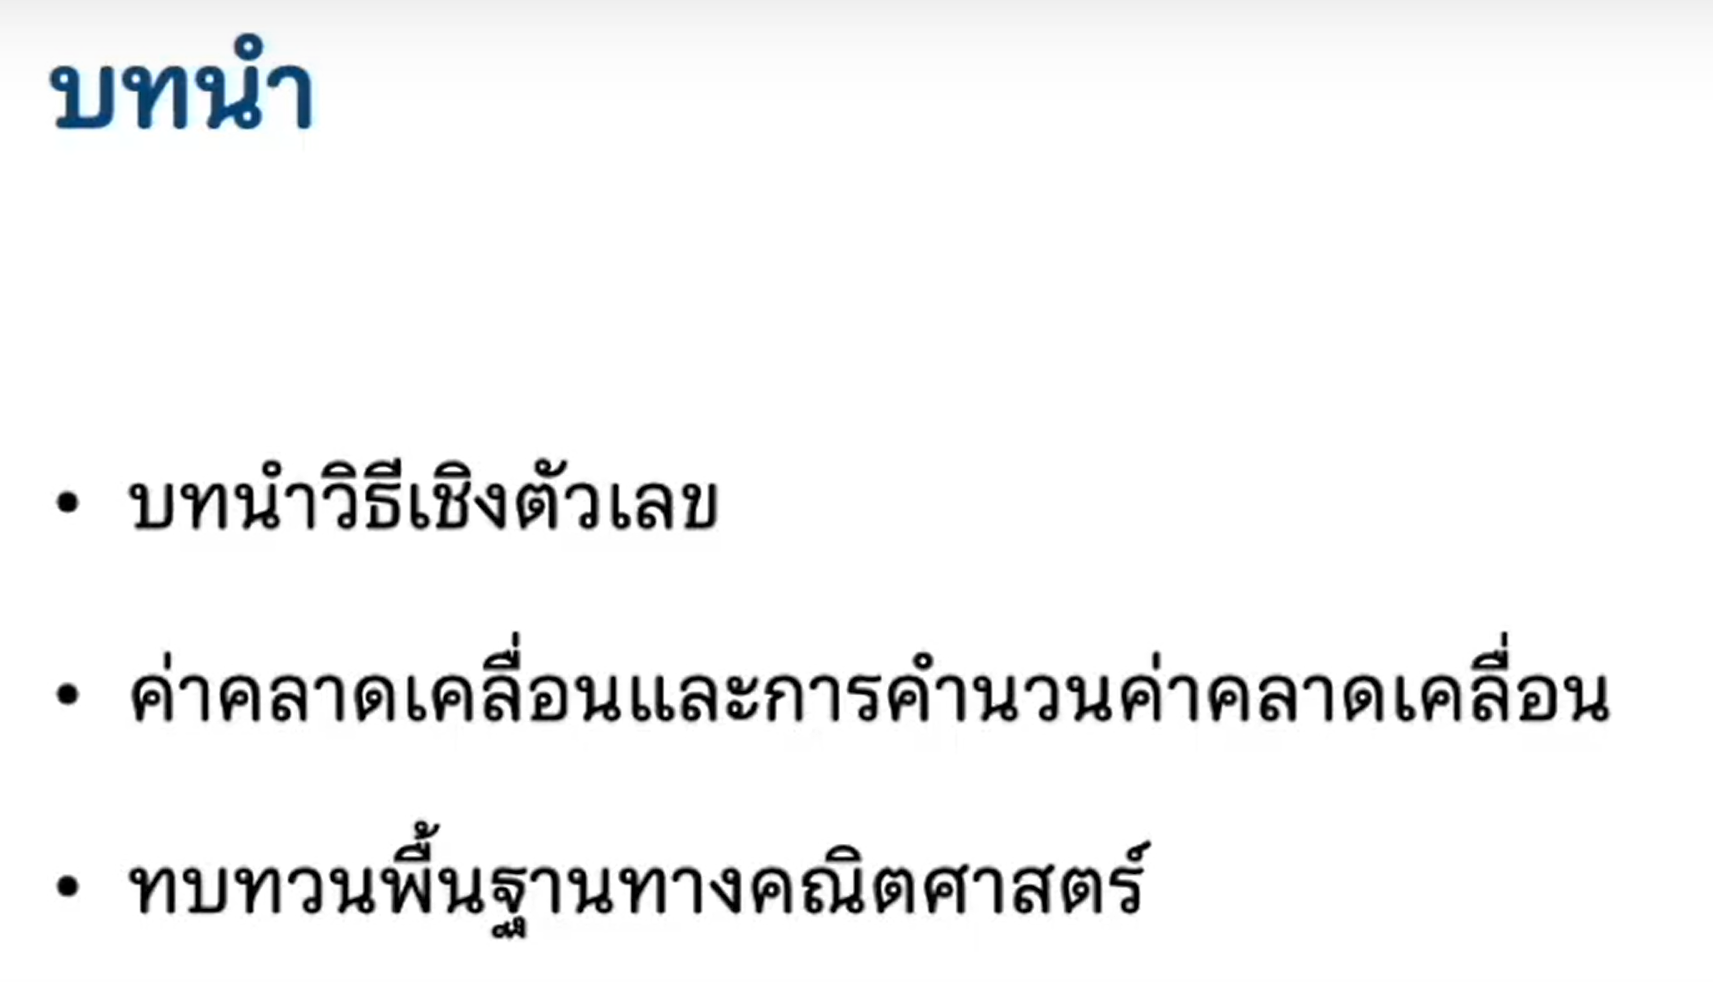 บทนำ
• บทนำวิธีเชิงตัวเลข
• ค่าคลาดเคลื่อนและการคำนวนค่าคลาดเคลื่อน
• ทบทวนพื้นฐานทางคณิตศาสตร์